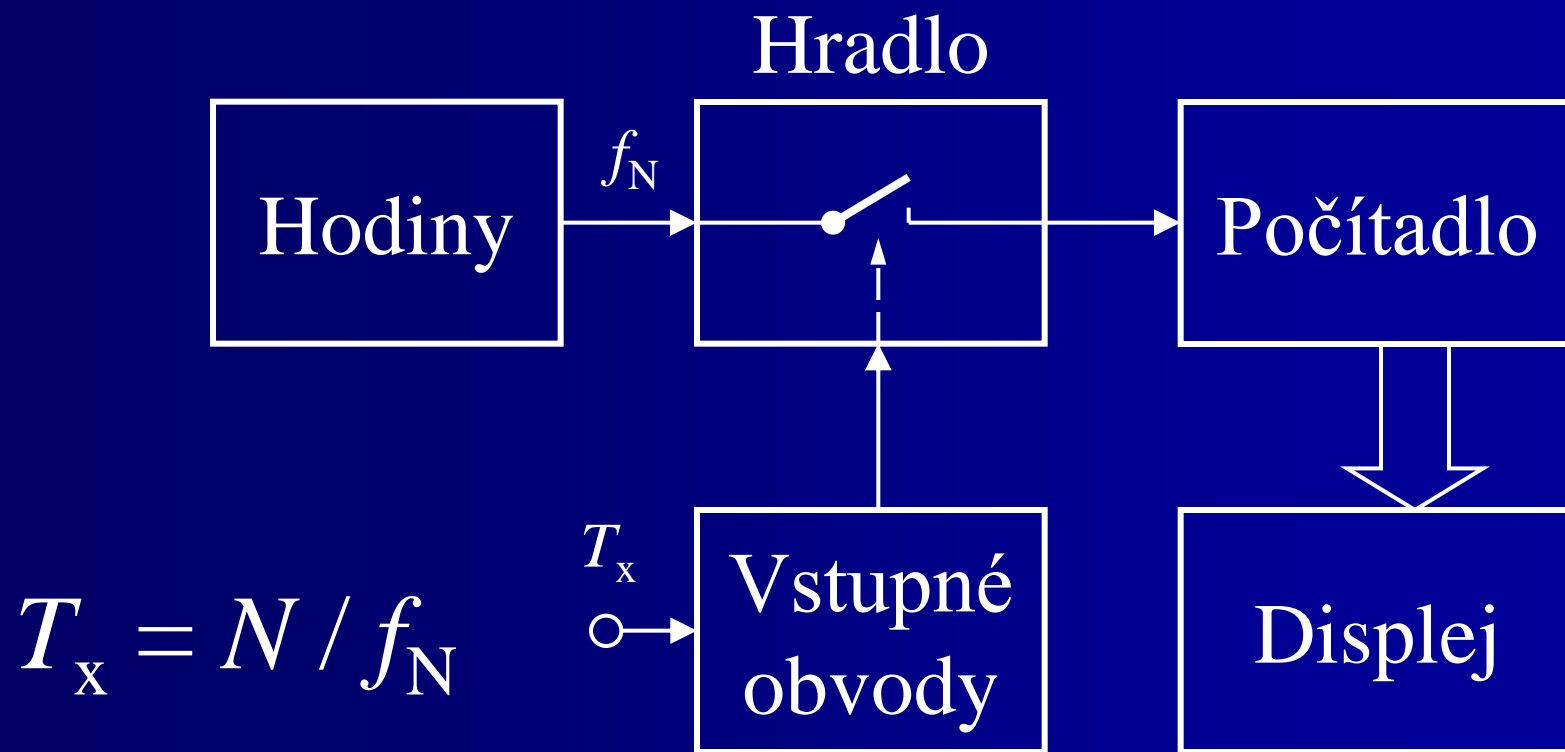 Hradlo
Hodiny
f_N
Počítadlo
T_x
T_x = N / f_N
Vstupné
obvody
Displej